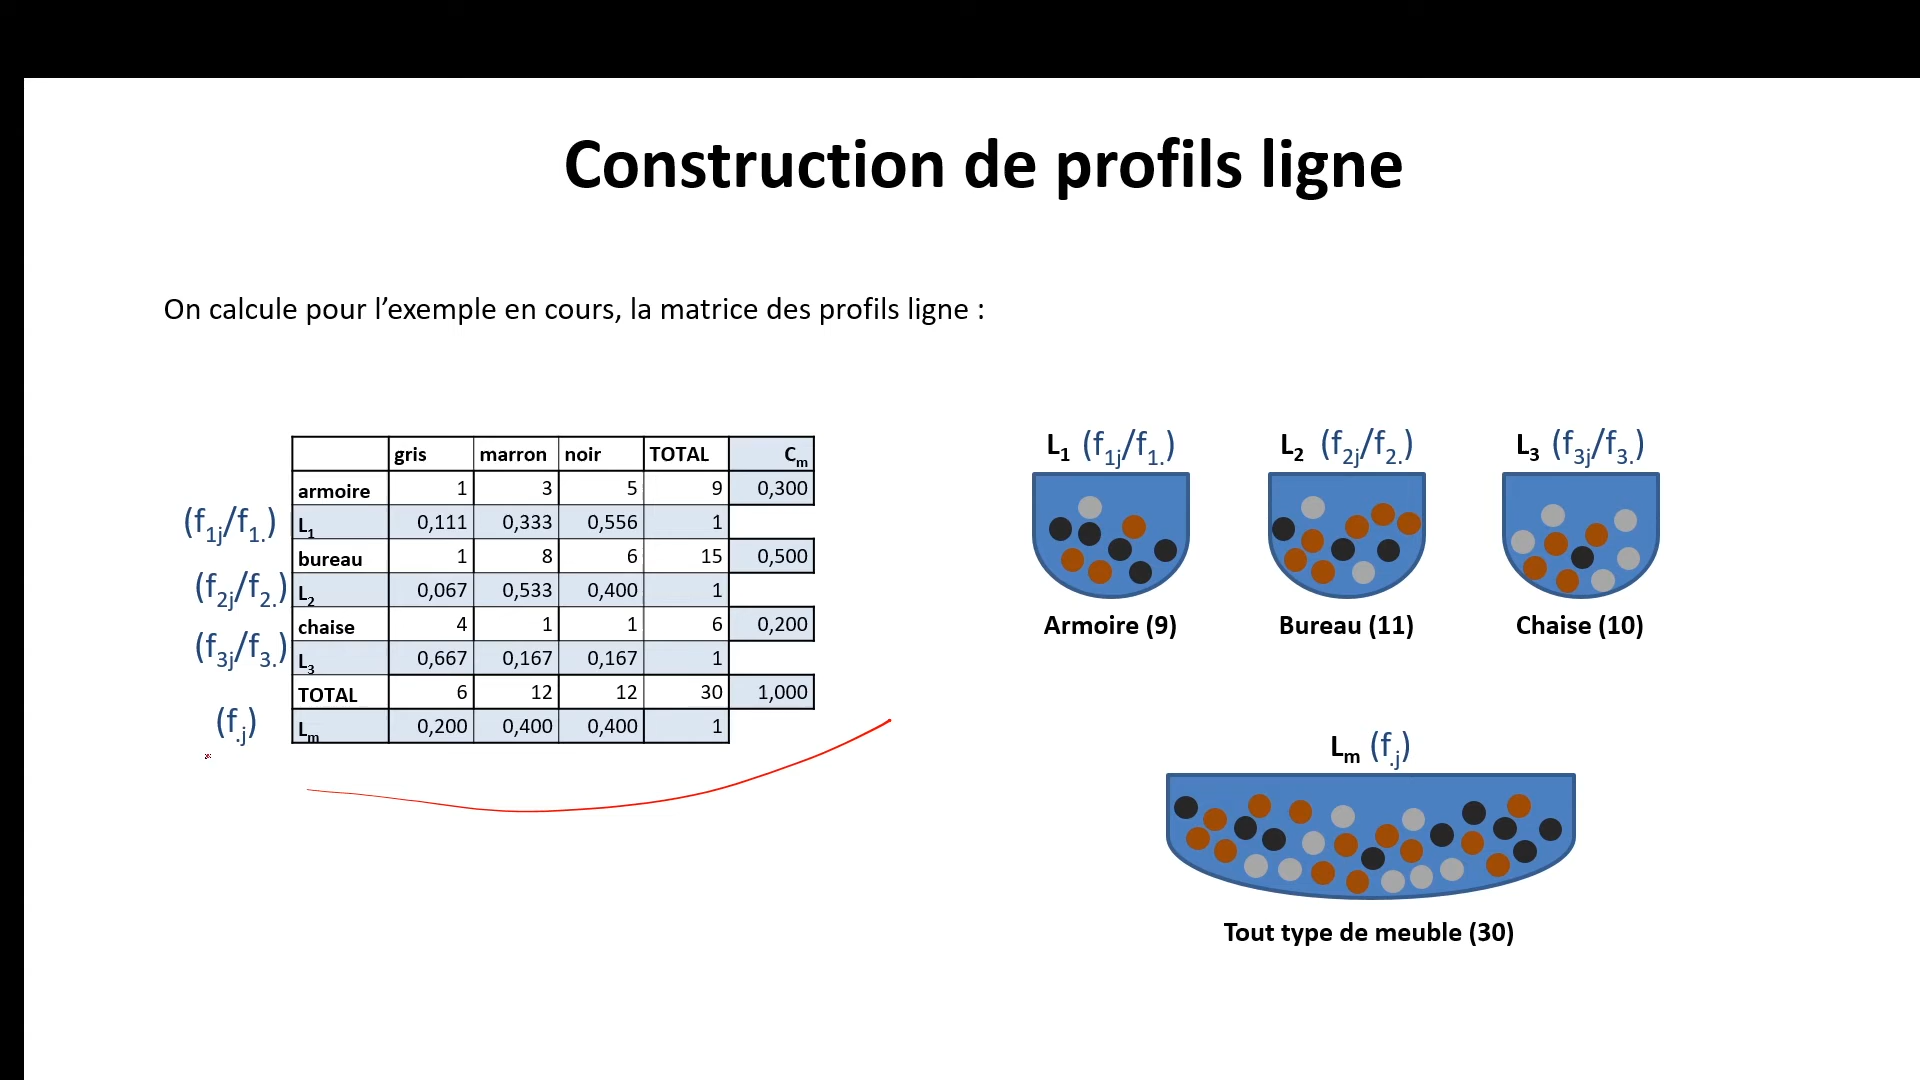 Construction de profils ligne
On calcule pour l’exemple en cours, la matrice des profils ligne :
gris marron noir TOTAL Cm
armoire 1 3 5 9 0,300
(f1j/f1.) L1 0,111 0,333 0,556 1
bureau 1 8 6 15 0,500
(f2j/f2.) L2 0,067 0,533 0,400 1
chaise 4 1 1 6 0,200
(f3j/f3.) L3 0,667 0,167 0,167 1
TOTAL 6 12 12 30 1,000
(f.j) Lm 0,200 0,400 0,400 1
L1 (f1j/f1.)
Armoire (9)
L2 (f2j/f2.)
Bureau (11)
L3 (f3j/f3.)
Chaise (10)
Lm (f.j)
Tout type de meuble (30)